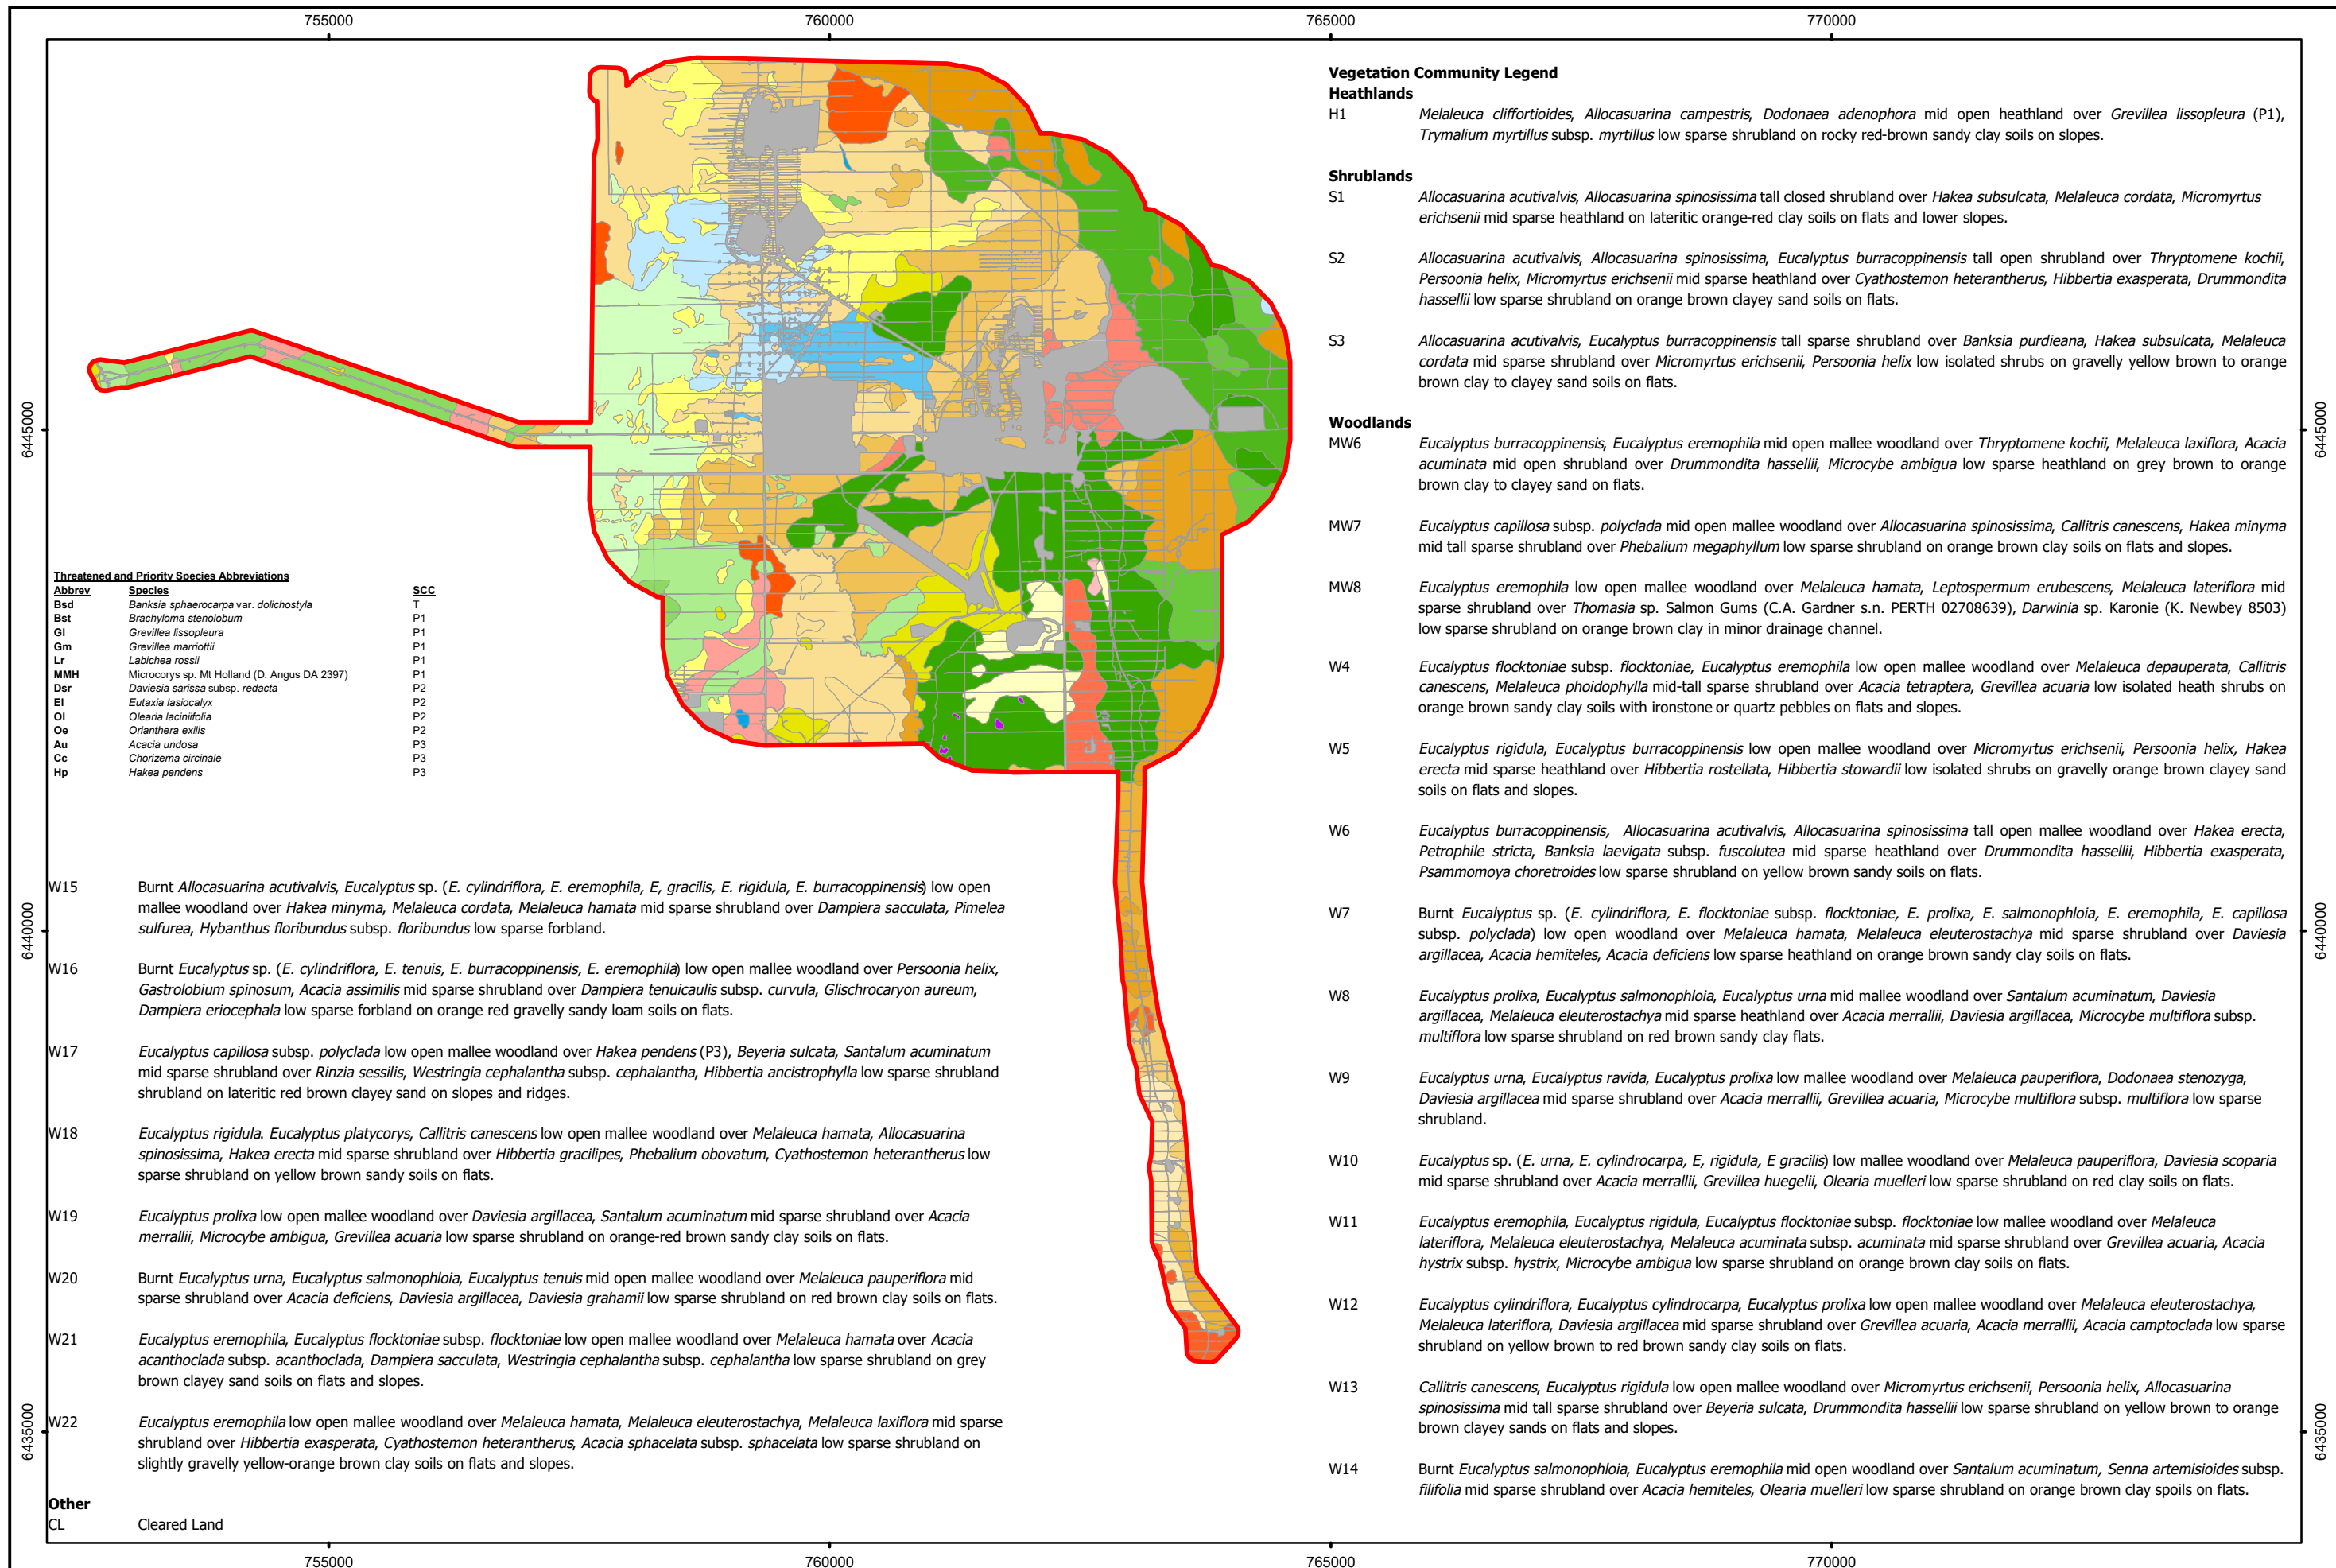 755000
760000
765000
770000
6445000
6440000
6435000
6445000
6440000
6435000
Threatened and Priority Species Abbreviations
Abbrev Species SCC
Bsd Banksia sphaerocarpa var. dolichostyla T
Bst Brachyloma stenolobum P1
Gl Grevillea lissopleura P1
Gm Grevillea marriottii P1
Lr Labichea rossii P1
MMH Microcorys sp. Mt Holland (D. Angus DA 2397) P1
Dsr Daviesia sarissa subsp. redacta P2
El Eutaxia lasiocalyx P2
Ol Olearia laciniifolia P2
Oe Orianthera exilis P2
Au Acacia undosa P3
Cc Chorizema circinale P3
Hp Hakea pendens P3
W15 Burnt Allocasuarina acutivalvis, Eucalyptus sp. (E. cylindriflora, E. eremophila, E, gracilis, E. rigidula, E. burracoppinensis) low open
mallee woodland over Hakea minyma, Melaleuca cordata, Melaleuca hamata mid sparse shrubland over Dampiera sacculata, Pimelea
sulfurea, Hybanthus floribundus subsp. floribundus low sparse forbland.
W16 Burnt Eucalyptus sp. (E. cylindriflora, E. tenuis, E. burracoppinensis, E. eremophila) low open mallee woodland over Persoonia helix,
Gastrolobium spinosum, Acacia assimilis mid sparse shrubland over Dampiera tenuicaulis subsp. curvula, Glischrocaryon aureum,
Dampiera eriocephala low sparse forbland on orange red gravelly sandy loam soils on flats.
W17 Eucalyptus capillosa subsp. polyclada low open mallee woodland over Hakea pendens (P3), Beyeria sulcata, Santalum acuminatum
mid sparse shrubland over Rinzia sessilis, Westringia cephalantha subsp. cephalantha, Hibbertia ancistrophylla low sparse shrubland
shrubland on lateritic red brown clayey sand on slopes and ridges.
W18 Eucalyptus rigidula. Eucalyptus platycorys, Callitris canescens low open mallee woodland over Melaleuca hamata, Allocasuarina
spinosissima, Hakea erecta mid sparse shrubland over Hibbertia gracilipes, Phebalium obovatum, Cyathostemon heterantherus low
sparse shrubland on yellow brown sandy soils on flats.
W19 Eucalyptus prolixa low open mallee woodland over Daviesia argillacea, Santalum acuminatum mid sparse shrubland over Acacia
merrallii, Microcybe ambigua, Grevillea acuaria low sparse shrubland on orange-red brown sandy clay soils on flats.
W20 Burnt Eucalyptus urna, Eucalyptus salmonophloia, Eucalyptus tenuis mid open mallee woodland over Melaleuca pauperiflora mid
sparse shrubland over Acacia deficiens, Daviesia argillacea, Daviesia grahamii low sparse shrubland on red brown clay soils on flats.
W21 Eucalyptus eremophila, Eucalyptus flocktoniae subsp. flocktoniae low open mallee woodland over Melaleuca hamata over Acacia
acanthoclada subsp. acanthoclada, Dampiera sacculata, Westringia cephalantha subsp. cephalantha low sparse shrubland on grey
brown clayey sand soils on flats and slopes.
W22 Eucalyptus eremophila low open mallee woodland over Melaleuca hamata, Melaleuca eleuterostachya, Melaleuca laxiflora mid sparse
shrubland over Hibbertia exasperata, Cyathostemon heterantherus, Acacia sphacelata subsp. sphacelata low sparse shrubland on
slightly gravelly yellow-orange brown clay soils on flats and slopes.
Other
CL Cleared Land
Vegetation Community Legend
Heathlands
H1 Melaleuca cliffortioides, Allocasuarina campestris, Dodonaea adenophora mid open heathland over Grevillea lissopleura (P1),
Trymalium myrtillus subsp. myrtillus low sparse shrubland on rocky red-brown sandy clay soils on slopes.
Shrublands
S1 Allocasuarina acutivalvis, Allocasuarina spinosissima tall closed shrubland over Hakea subsulcata, Melaleuca cordata, Micromyrtus
erichsenii mid sparse heathland on lateritic orange-red clay soils on flats and lower slopes.
S2 Allocasuarina acutivalvis, Allocasuarina spinosissima, Eucalyptus burracoppinensis tall open shrubland over Thryptomene kochii,
Persoonia helix, Micromyrtus erichsenii mid sparse heathland over Cyathostemon heterantherus, Hibbertia exasperata, Drummondita
hassellii low sparse shrubland on orange brown clayey sand soils on flats.
S3 Allocasuarina acutivalvis, Eucalyptus burracoppinensis tall sparse shrubland over Banksia purdieana, Hakea subsulcata, Melaleuca
cordata mid sparse shrubland over Micromyrtus erichsenii, Persoonia helix low isolated shrubs on gravelly yellow brown to orange
brown clay to clayey sand soils on flats.
Woodlands
MW6 Eucalyptus burracoppinensis, Eucalyptus eremophila mid open mallee woodland over Thryptomene kochii, Melaleuca laxiflora, Acacia
acuminata mid open shrubland over Drummondita hassellii, Microcybe ambigua low sparse heathland on grey brown to orange
brown clay to clayey sand on flats.
MW7 Eucalyptus capillosa subsp. polyclada mid open mallee woodland over Allocasuarina spinosissima, Callitris canescens, Hakea minyma
mid tall sparse shrubland over Phebalium megaphyllum low sparse shrubland on orange brown clay soils on flats and slopes.
MW8 Eucalyptus eremophila low open mallee woodland over Melaleuca hamata, Leptospermum erubescens, Melaleuca lateriflora mid
sparse shrubland over Thomasia sp. Salmon Gums (C.A. Gardner s.n. PERTH 02708639), Darwinia sp. Karonie (K. Newbey 8503)
low sparse shrubland on orange brown clay in minor drainage channel.
W4 Eucalyptus flocktoniae subsp. flocktoniae, Eucalyptus eremophila low open mallee woodland over Melaleuca depauperata, Callitris
canescens, Melaleuca phoidophylla mid-tall sparse shrubland over Acacia tetraptera, Grevillea acuaria low isolated heath shrubs on
orange brown sandy clay soils with ironstone or quartz pebbles on flats and slopes.
W5 Eucalyptus rigidula, Eucalyptus burracoppinensis low open mallee woodland over Micromyrtus erichsenii, Persoonia helix, Hakea
erecta mid sparse heathland over Hibbertia rostellata, Hibbertia stowardii low isolated shrubs on gravelly orange brown clayey sand
soils on flats and slopes.
W6 Eucalyptus burracoppinensis, Allocasuarina acutivalvis, Allocasuarina spinosissima tall open mallee woodland over Hakea erecta,
Petrophile stricta, Banksia laevigata subsp. fuscolutea mid sparse heathland over Drummondita hassellii, Hibbertia exasperata,
Psammomoya choretroides low sparse shrubland on yellow brown sandy soils on flats.
W7 Burnt Eucalyptus sp. (E. cylindriflora, E. flocktoniae subsp. flocktoniae, E. prolixa, E. salmonophloia, E. eremophila, E. capillosa
subsp. polyclada) low open woodland over Melaleuca hamata, Melaleuca eleuterostachya mid sparse shrubland over Daviesia
argillacea, Acacia hemiteles, Acacia deficiens low sparse heathland on orange brown sandy clay soils on flats.
W8 Eucalyptus prolixa, Eucalyptus salmonophloia, Eucalyptus urna mid mallee woodland over Santalum acuminatum, Daviesia
argillacea, Melaleuca eleuterostachya mid sparse heathland over Acacia merrallii, Daviesia argillacea, Microcybe multiflora subsp.
multiflora low sparse shrubland on red brown sandy clay flats.
W9 Eucalyptus urna, Eucalyptus ravida, Eucalyptus prolixa low mallee woodland over Melaleuca pauperiflora, Dodonaea stenozyga,
Daviesia argillacea mid sparse shrubland over Acacia merrallii, Grevillea acuaria, Microcybe multiflora subsp. multiflora low sparse
shrubland.
W10 Eucalyptus sp. (E. urna, E. cylindrocarpa, E, rigidula, E gracilis) low mallee woodland over Melaleuca pauperiflora, Daviesia scoparia
mid sparse shrubland over Acacia merrallii, Grevillea huegelii, Olearia muelleri low sparse shrubland on red clay soils on flats.
W11 Eucalyptus eremophila, Eucalyptus rigidula, Eucalyptus flocktoniae subsp. flocktoniae low mallee woodland over Melaleuca
lateriflora, Melaleuca eleuterostachya, Melaleuca acuminata subsp. acuminata mid sparse shrubland over Grevillea acuaria, Acacia
hystrix subsp. hystrix, Microcybe ambigua low sparse shrubland on orange brown clay soils on flats.
W12 Eucalyptus cylindriflora, Eucalyptus cylindrocarpa, Eucalyptus prolixa low open mallee woodland over Melaleuca eleuterostachya,
Melaleuca lateriflora, Daviesia argillacea mid sparse shrubland over Grevillea acuaria, Acacia merrallii, Acacia camptoclada low sparse
shrubland on yellow brown to red brown sandy clay soils on flats.
W13 Callitris canescens, Eucalyptus rigidula low open mallee woodland over Micromyrtus erichsenii, Persoonia helix, Allocasuarina
spinosissima mid tall sparse shrubland over Beyeria sulcata, Drummondita hassellii low sparse shrubland on yellow brown to orange
brown clayey sands on flats and slopes.
W14 Burnt Eucalyptus salmonophloia, Eucalyptus eremophila mid open woodland over Santalum acuminatum, Senna artemisioides subsp.
filifolia mid sparse shrubland over Acacia hemiteles, Olearia muelleri low sparse shrubland on orange brown clay spoils on flats.
755000
760000
765000
770000